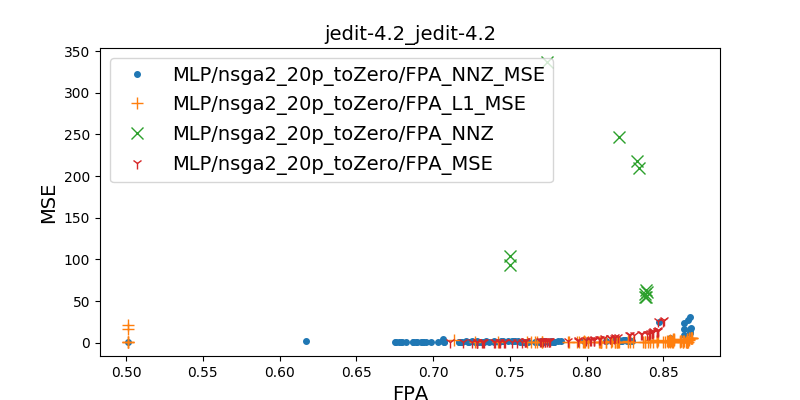 jedit-4.2_jedit-4.2
350
300
250
200
150
100
50
0
MSE
MLP/nsga2_20p_toZero/FPA_NNZ_MSE
MLP/nsga2_20p_toZero/FPA_L1_MSE
MLP/nsga2_20p_toZero/FPA_NNZ
MLP/nsga2_20p_toZero/FPA_MSE
0.50 0.55 0.60 0.65 0.70 0.75 0.80 0.85
FPA